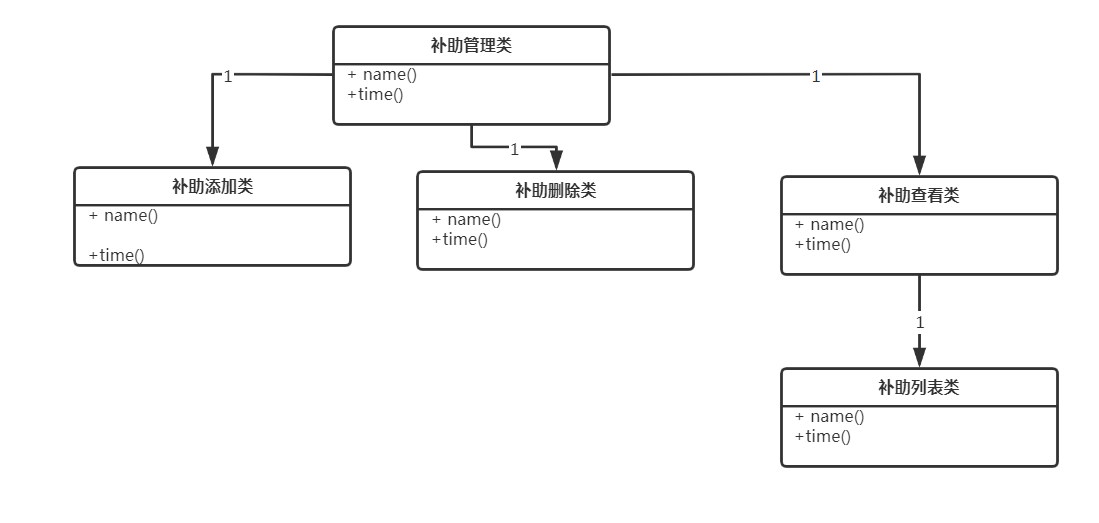 补助管理类
+ name()
+time()
1
1
1
补助添加类
+ name()
+time()
补助删除类
+ name()
+time()
补助查看类
+ name()
+time()
1
补助列表类
+ name()
+time()